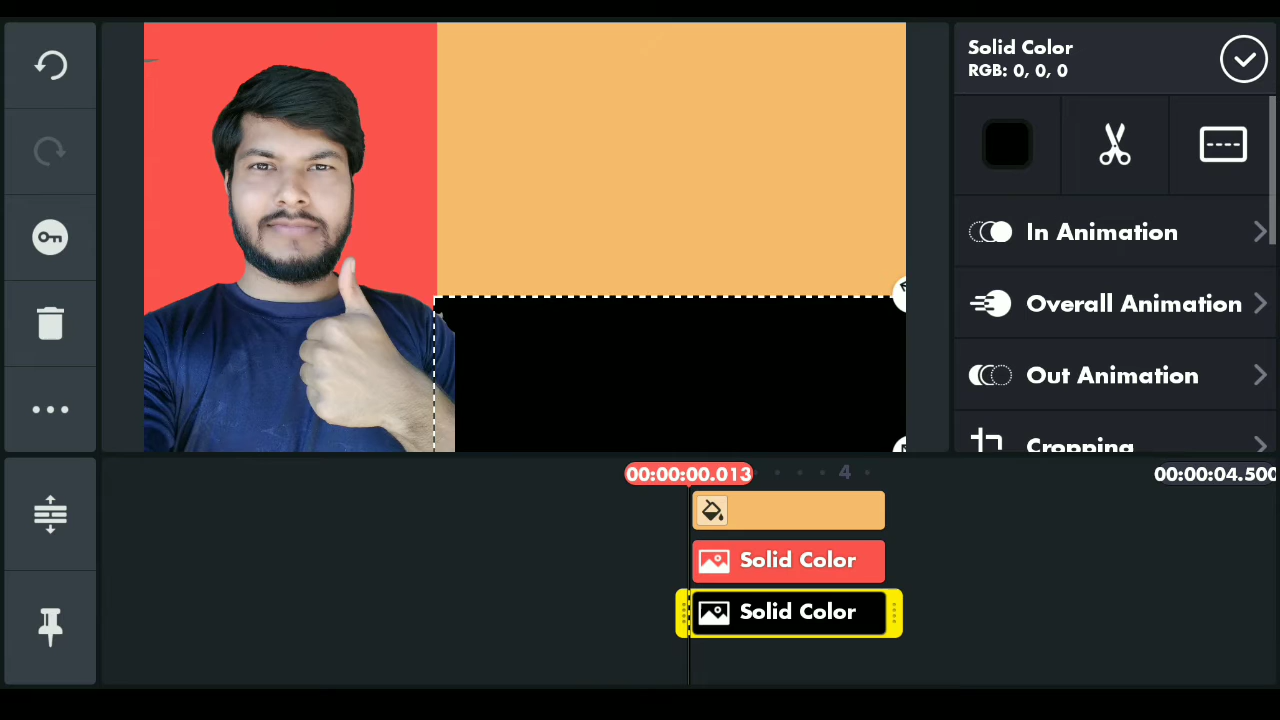 Solid Color
RGB: 0, 0, 0
In Animation
Overall Animation
Out Animation
Cropping
00:00:00.013
4
00:00:04.500
Solid Color
Solid Color